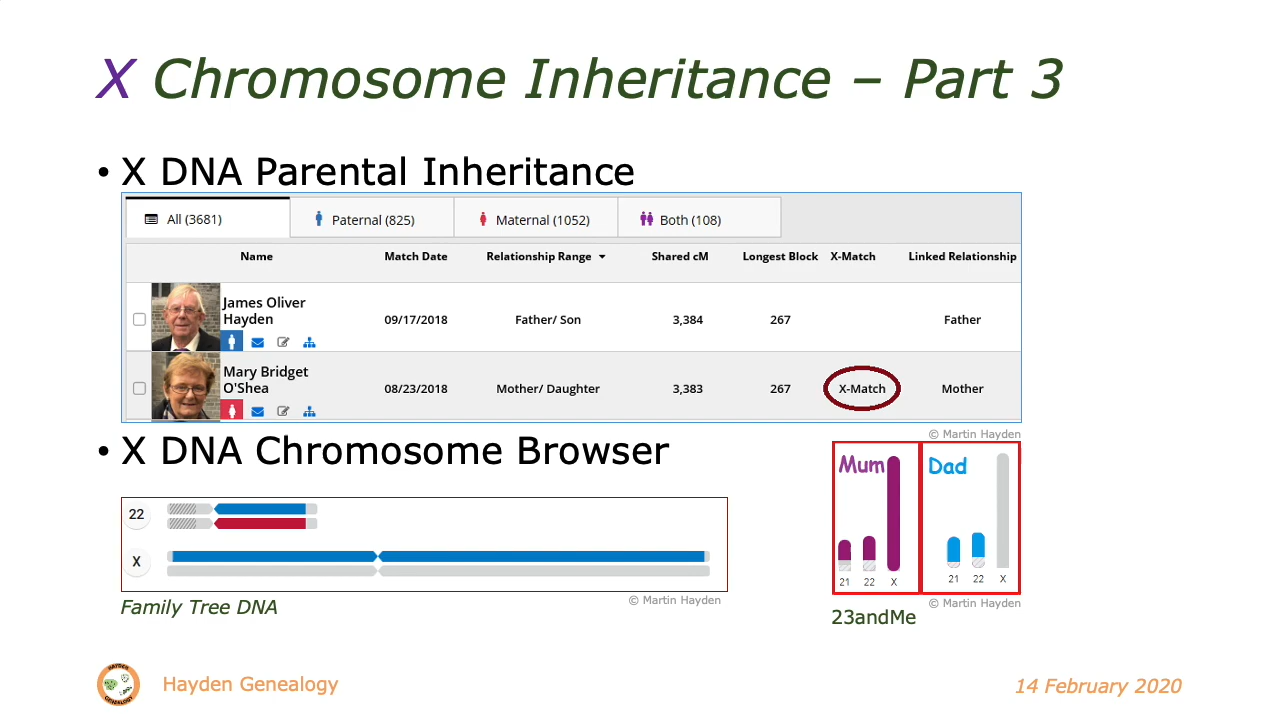 X Chromosome Inheritance – Part 3
• X DNA Parental Inheritance
All (3681) Paternal (825) Maternal (1052) Both (108)
Name Match Date Relationship Range Shared cM Longest Block X-Match Linked Relationship
James Oliver
Hayden
09/17/2018 Father/ Son 3,384 267 Father
Mary Bridget
O'Shea
08/23/2018 Mother/ Daughter 3,383 267 X-Match Mother
© Martin Hayden
• X DNA Chromosome Browser
22
X
© Martin Hayden
Family Tree DNA
Mum
21 22 X
Dad
21 22 X
© Martin Hayden
23andMe
HAYDEN
GENEALOGY
Hayden Genealogy
14 February 2020